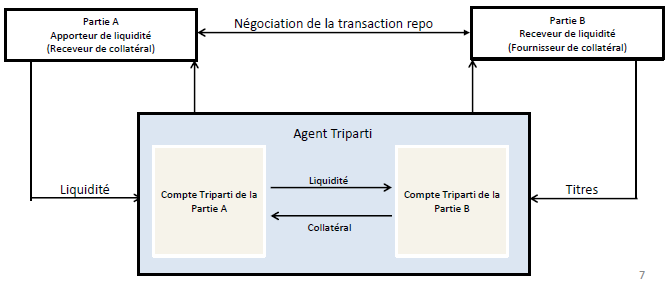 Partie A
Apporteur de liquidité
(Receveur de collatéral)
Négociation de la transaction repo
Partie B
Receveur de liquidité
(Fournisseur de collatéral)
Agent Triparti
Liquidité
Compte Triparti de la
Partie A
Liquidité
Collatéral
Compte Triparti de la
Partie B
Titres
7